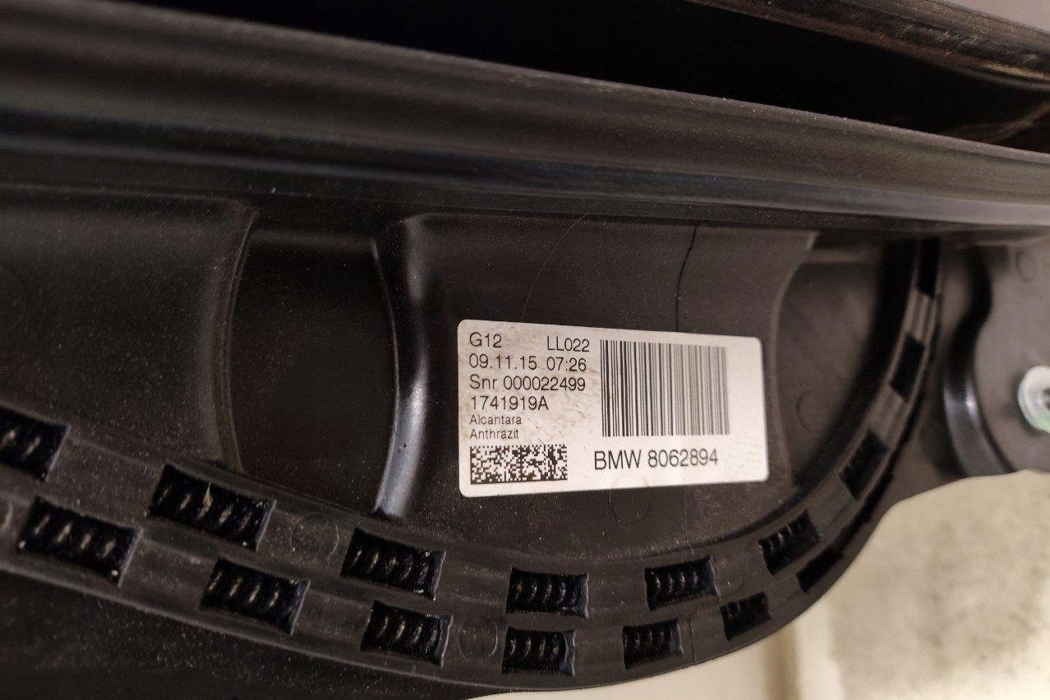 G12 LL022
09.11.15 07:26
Snr 000022499
1741919A
Alcantara
Anthrazit
BMW 8062894